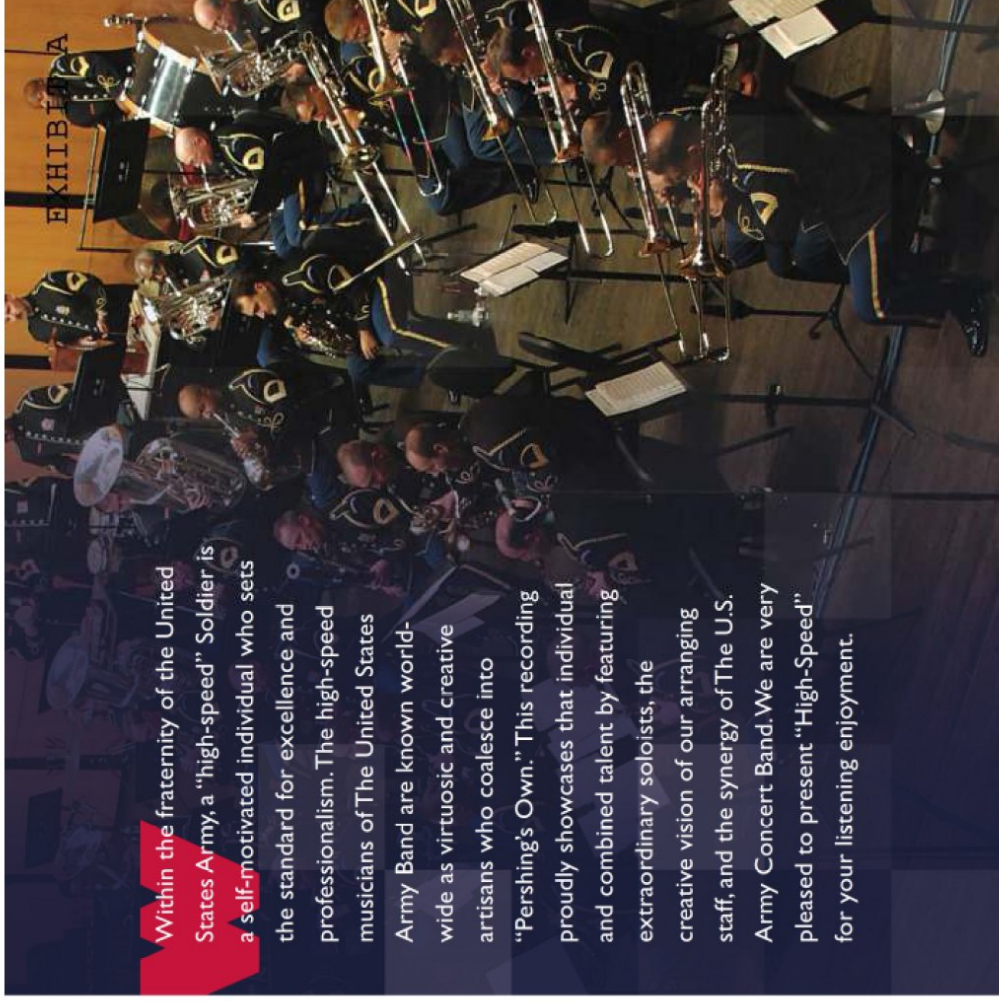 EXHIBIT A
Within the fraternity of the United
States Army, a “high-speed” Soldier is
a self-motivated individual who sets
the standard for excellence and
professionalism. The high-speed
musicians of The United States
Army Band are known world-
wide as virtuosic and creative
artisans who coalesce into
“Pershing’s Own.” This recording
proudly showcases that individual
and combined talent by featuring
extraordinary soloists, the
creative vision of our arranging
staff, and the synergy of The U.S.
Army Concert Band. We are very
pleased to present “High-Speed”
for your listening enjoyment.